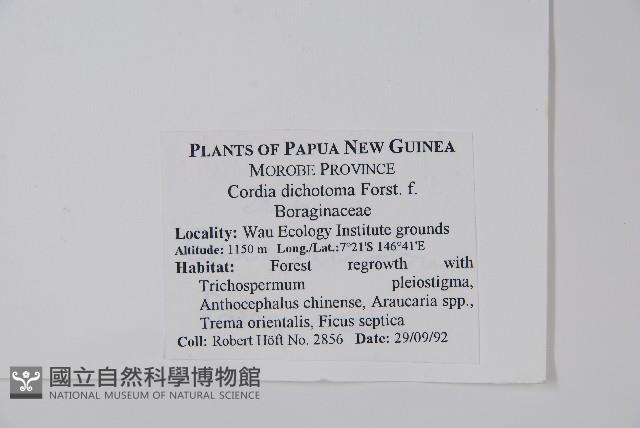 PLANTS OF PAPUA NEW GUINEA
MOROBE PROVINCE
Cordia dichotoma Forst. f.
Boraginaceae
Locality: Wau Ecology Institute grounds
Altitude: 1150 m Long./Lat.:7°21'S 146°41'E
Habitat: Forest regrowth with
Trichospermum pleiostigma,
Anthocephalus chinense, Araucaria spp.,
Trema orientalis, Ficus septica
Coll: Robert Höft No. 2856 Date: 29/09/92
國立自然科學博物館
NATIONAL MUSEUM OF NATURAL SCIENCE